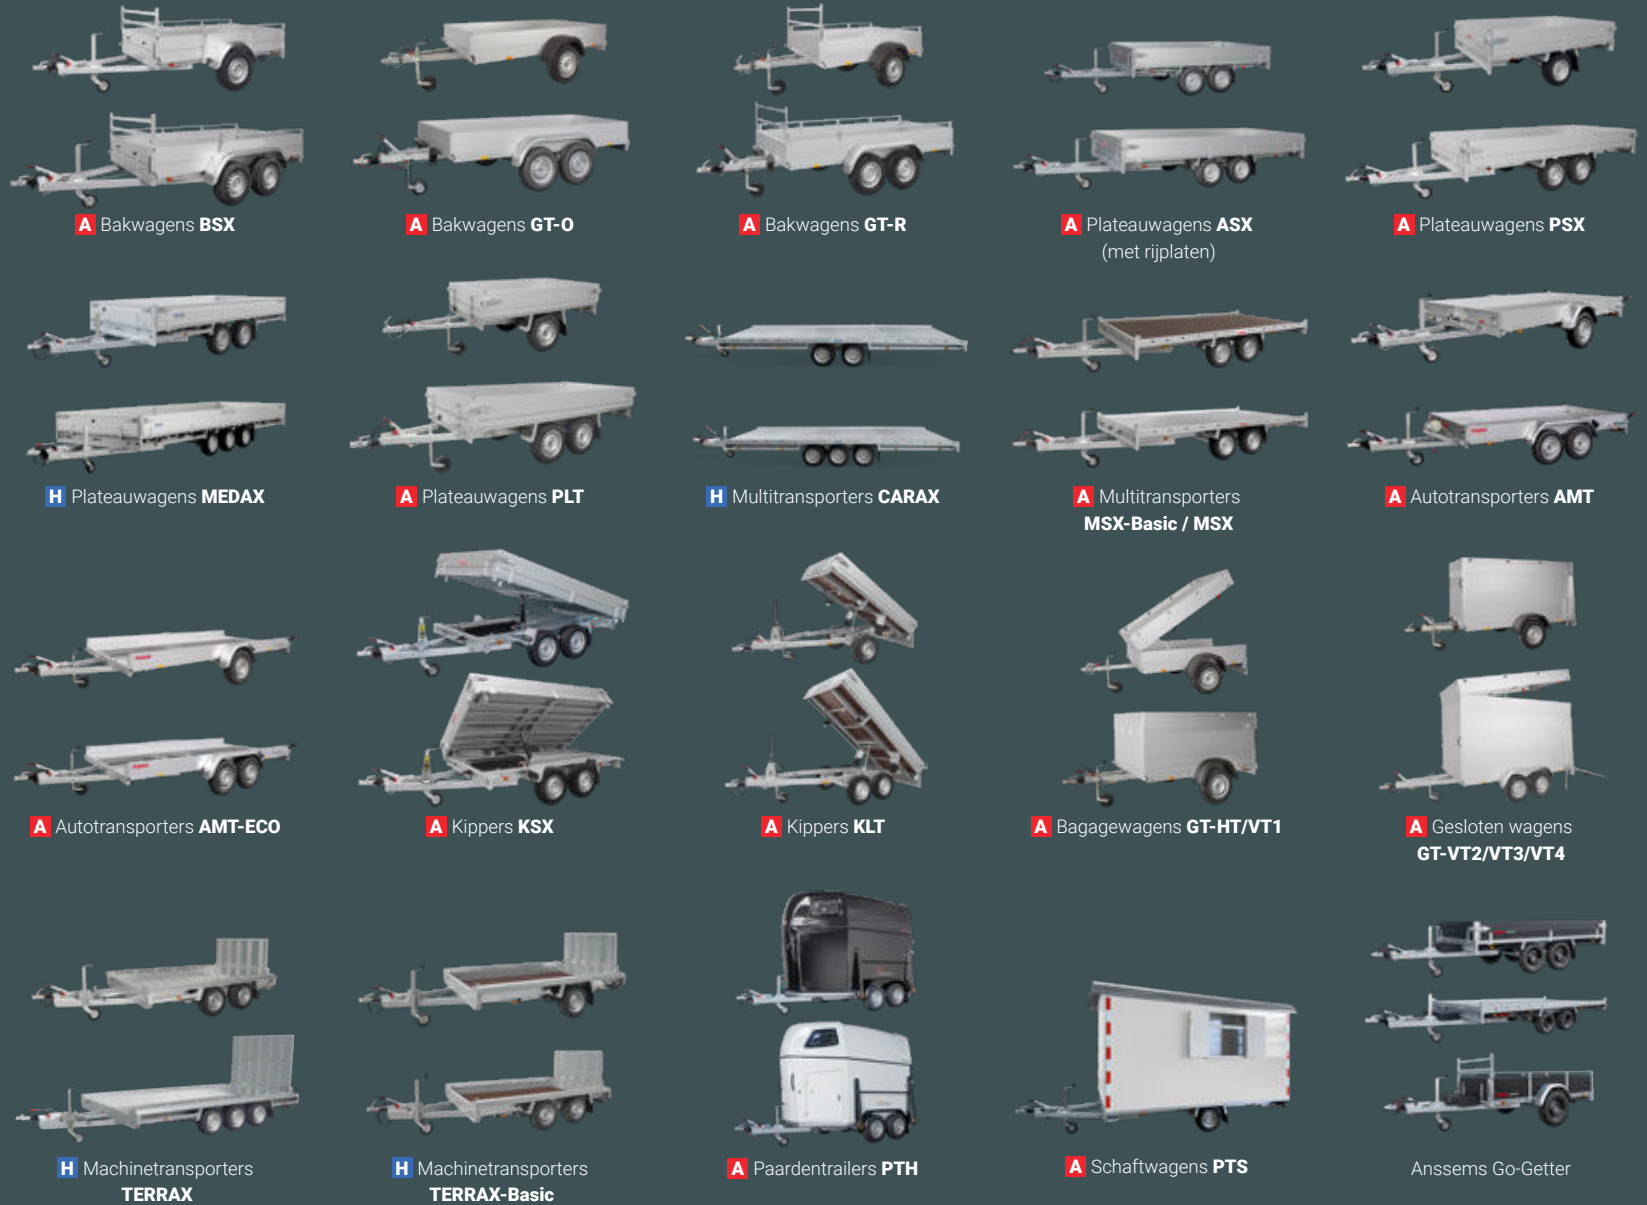 A Bakwagens BSX
A Bakwagens GT-O
A Bakwagens GT-R
A Plateauwagens ASX
(met rijplaten)
A Plateauwagens PSX
H Plateauwagens MEDAX
A Plateauwagens PLT
H Multitransporters CARAX
A Multitransporters
MSX-Basic / MSX
A Autotransporters AMT
A Autotransporters AMT-ECO
A Kippers KSX
A Kippers KLT
A Bagagewagens GT-HT/VT1
A Gesloten wagens
GT-VT2/VT3/VT4
H Machinetransporters
TERRAX
H Machinetransporters
TERRAX-Basic
A Paardentrailers PTH
A Schaftwagens PTS
Anssems Go-Getter